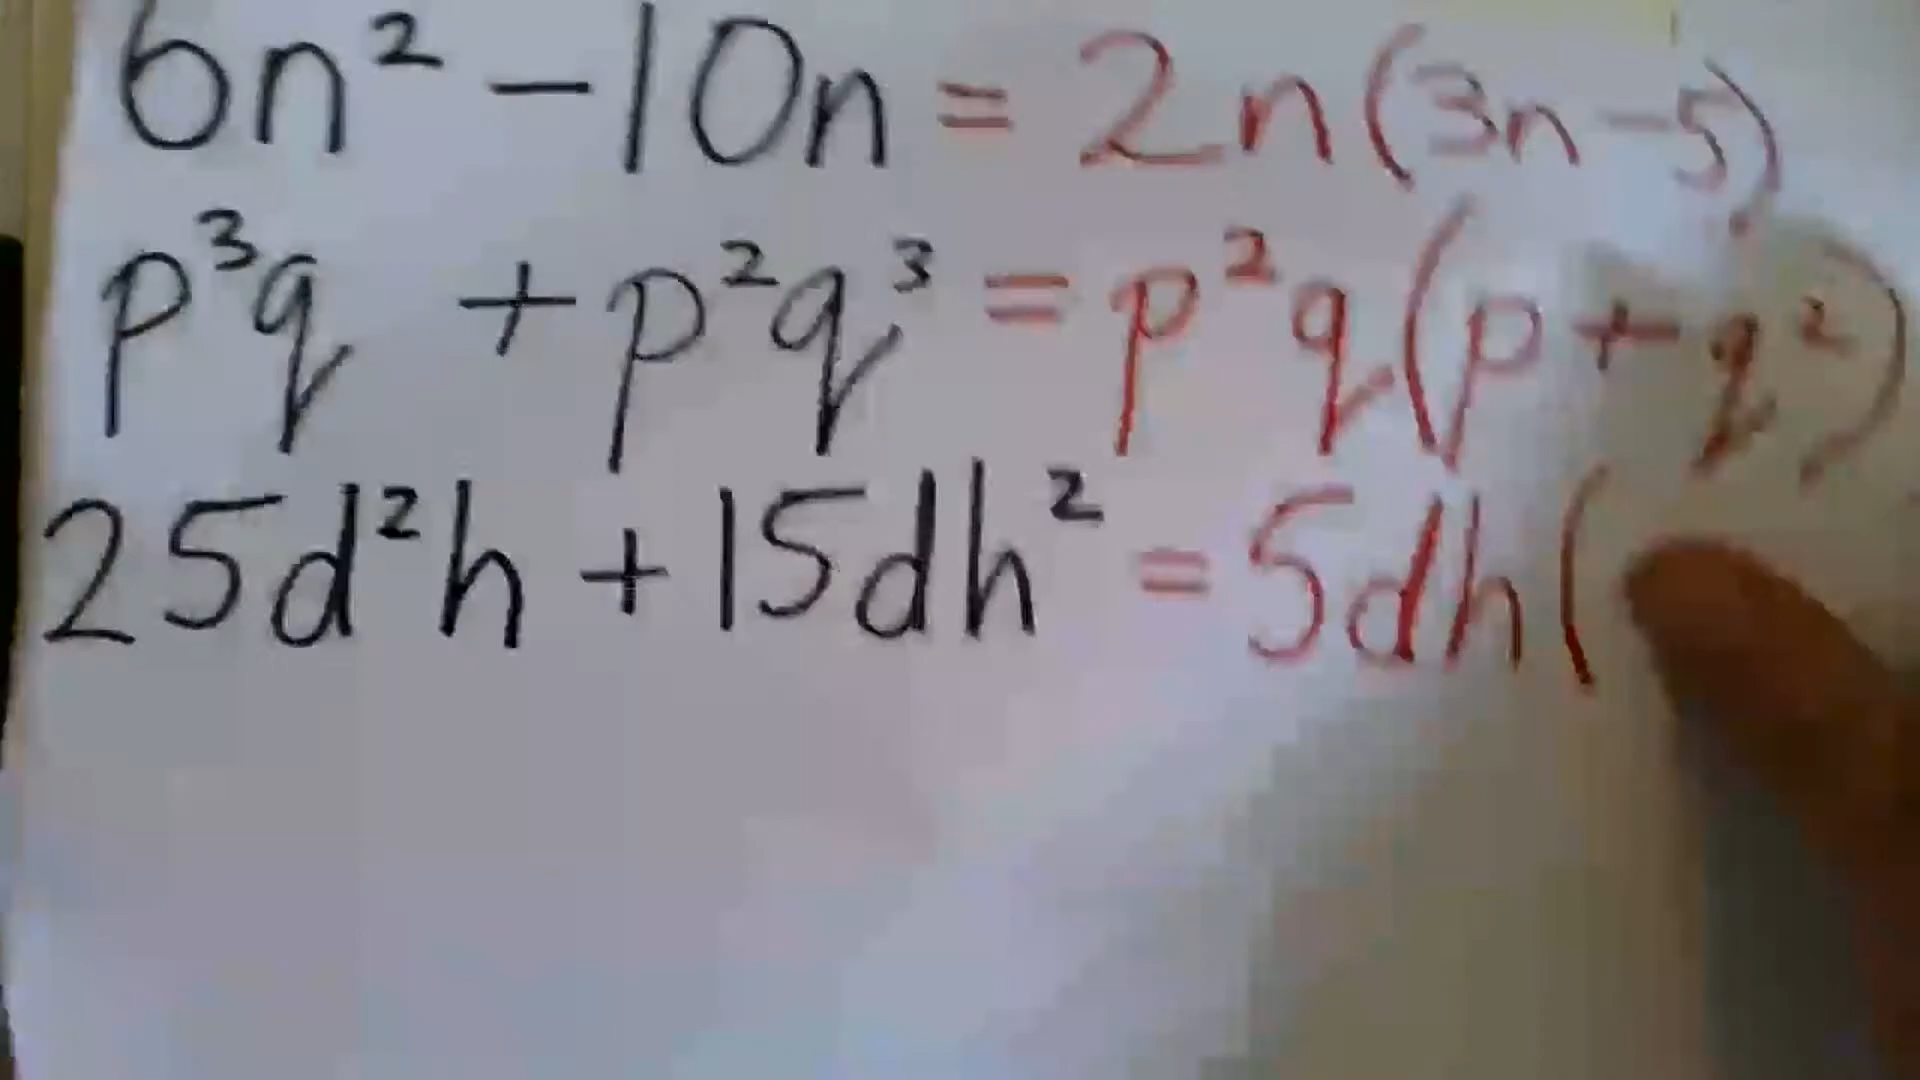 6n² - 10n = 2n(3n - 5)
p³q + p²q³ = p²q(p + q²)
25d²h + 15dh² = 5dh(